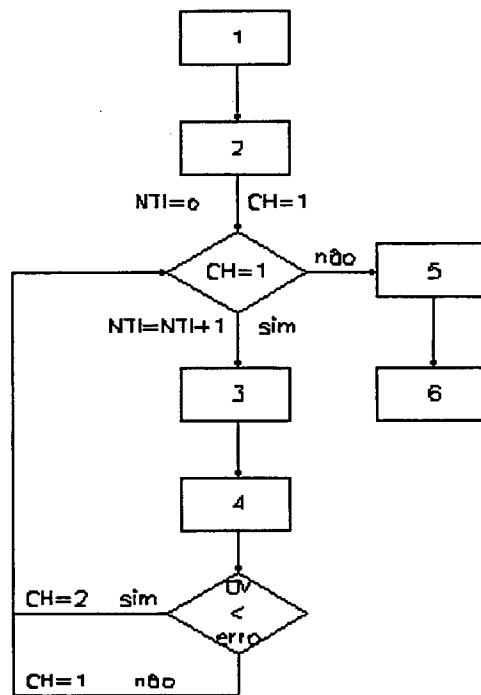 1
2
NTI=o CH=1
CH=1
não
5
NTI=NTI+1 sim
3
6
4
DV
<
erro
CH=2 sim
CH=1 não